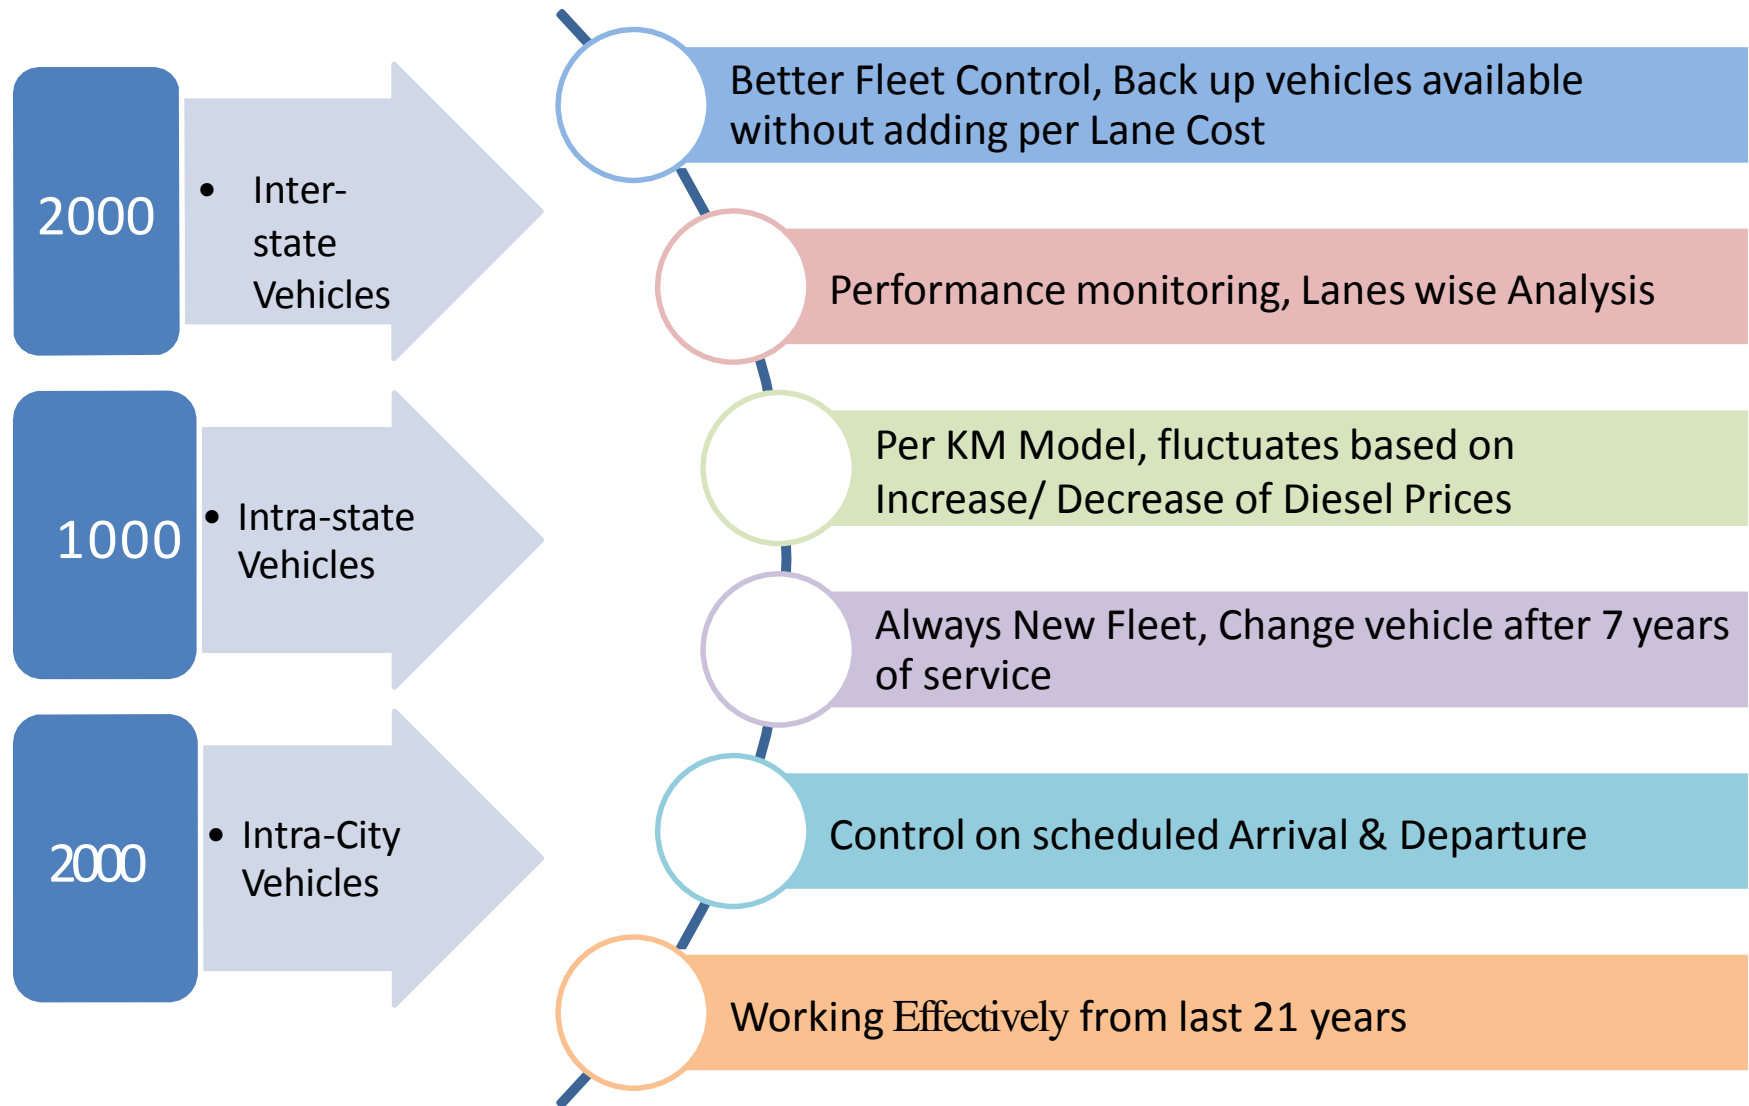 2000
• Inter-
state
Vehicles
1000
• Intra-state
Vehicles
2000
• Intra-City
Vehicles
Better Fleet Control, Back up vehicles available
without adding per Lane Cost
Performance monitoring, Lanes wise Analysis
Per KM Model, fluctuates based on
Increase/ Decrease of Diesel Prices
Always New Fleet, Change vehicle after 7 years
of service
Control on scheduled Arrival & Departure
Working Effectively from last 21 years